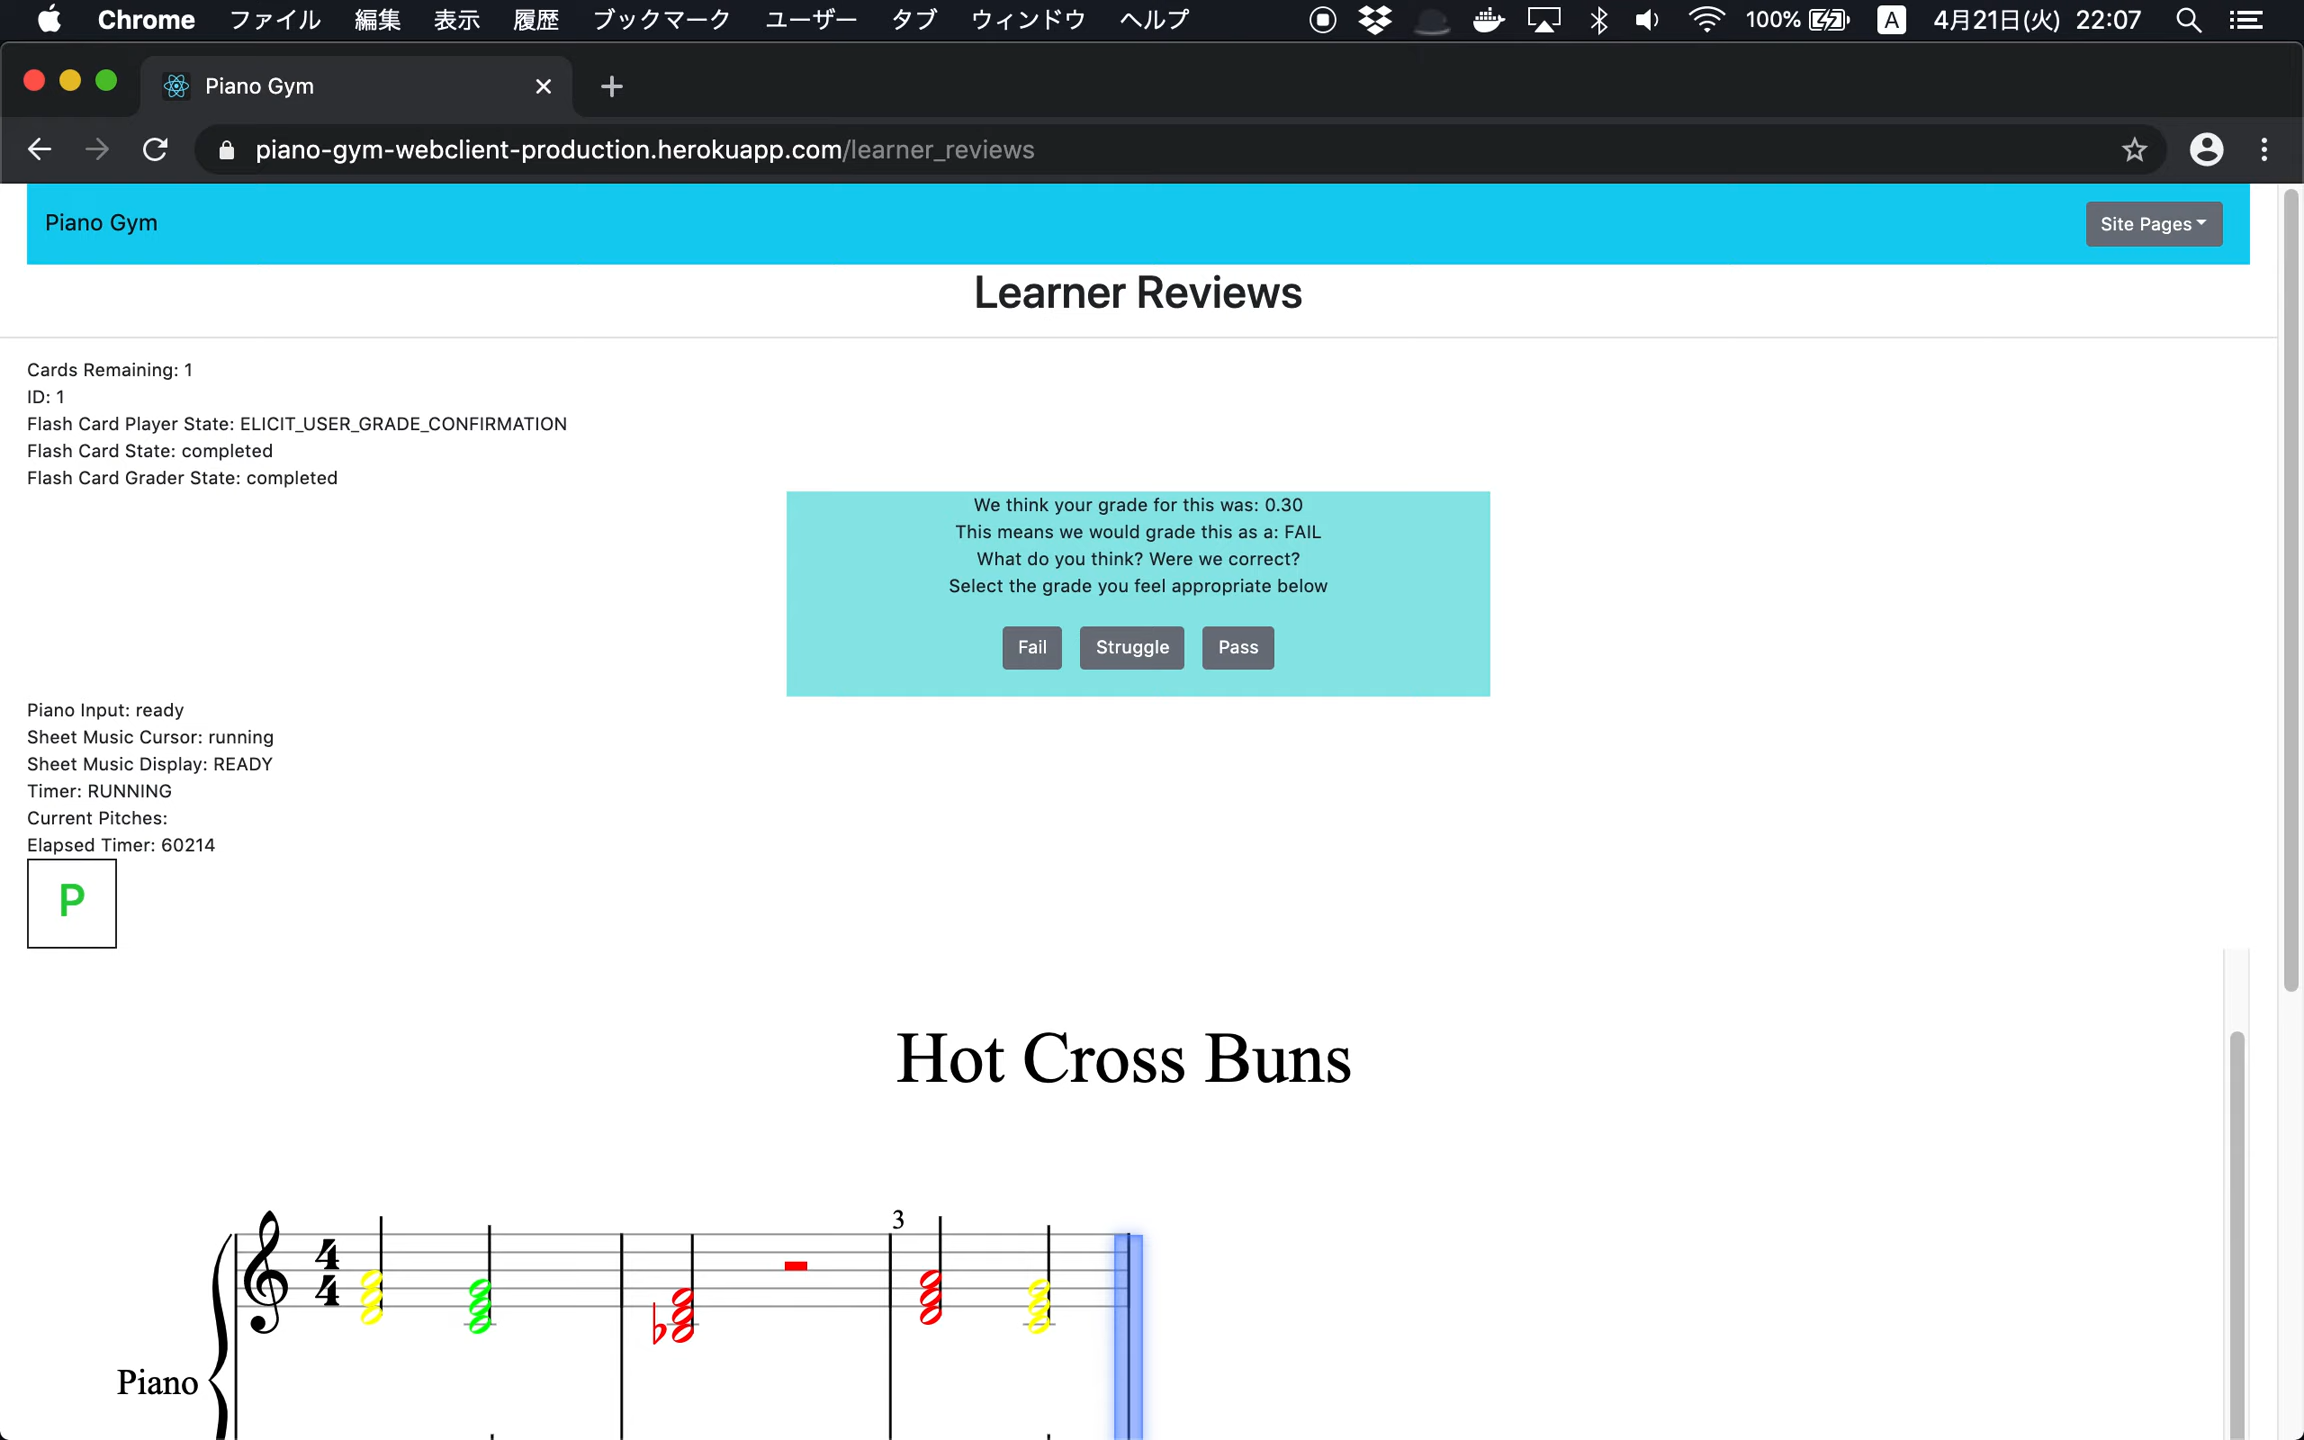 Chrome ファイル 編集 表示 履歴 ブックマーク ユーザー タブ ウィンドウ ヘルプ 100% A 4月21日(火) 22:07
Piano Gym
piano-gym-webclient-production.herokuapp.com/learner_reviews
Piano Gym Site Pages
Learner Reviews
Cards Remaining: 1
ID: 1
Flash Card Player State: ELICIT_USER_GRADE_CONFIRMATION
Flash Card State: completed
Flash Card Grader State: completed
We think your grade for this was: 0.30
This means we would grade this as a: FAIL
What do you think? Were we correct?
Select the grade you feel appropriate below
Fail Struggle Pass
Piano Input: ready
Sheet Music Cursor: running
Sheet Music Display: READY
Timer: RUNNING
Current Pitches:
Elapsed Timer: 60214
P
Hot Cross Buns
3
4
4
Piano